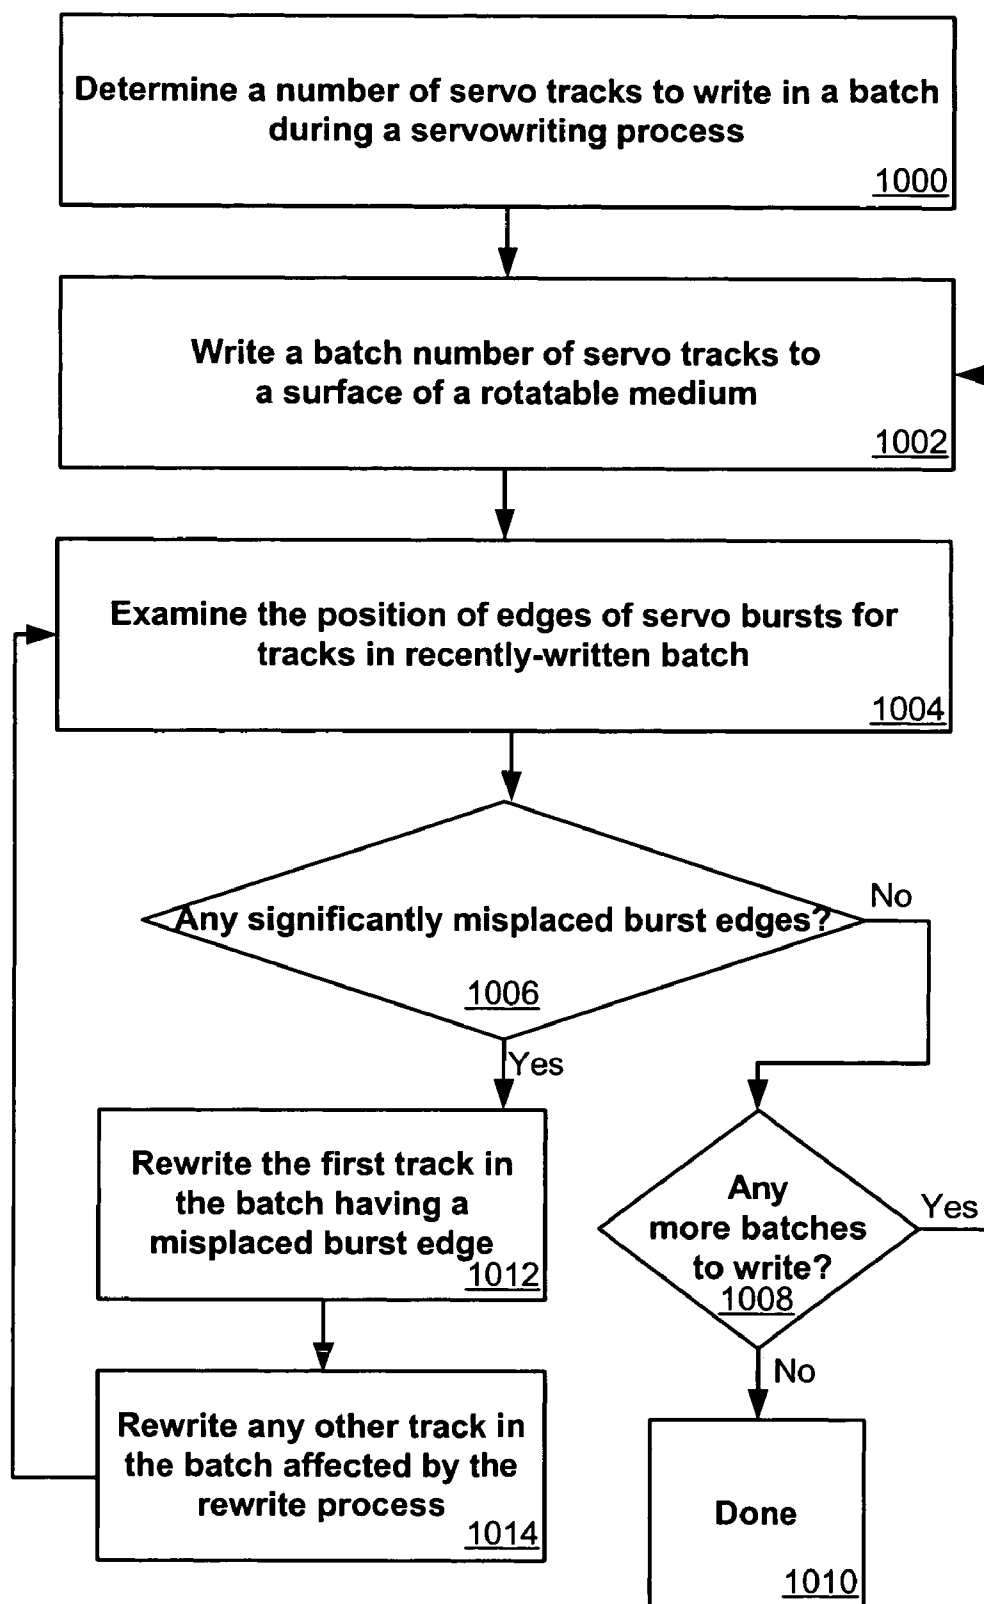 Determine a number of servo tracks to write in a batch
during a servowriting process
1000
Write a batch number of servo tracks to
a surface of a rotatable medium
1002
Examine the position of edges of servo bursts for
tracks in recently-written batch
1004
Any significantly misplaced burst edges?
No
1006
Yes
Rewrite the first track in
the batch having a
misplaced burst edge
1012
Any
more batches
to write?
1008
Yes
No
Rewrite any other track in
the batch affected by the
rewrite process
1014
Done
1010